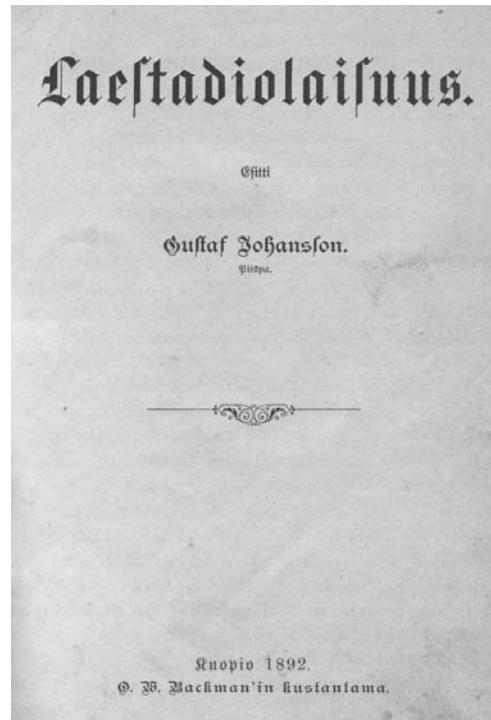 Laestadiolaisuus.
Esitti
Gustaf Johansson.
Piispa.
Kuopio 1892.
O. W. Backman'in kustantama.